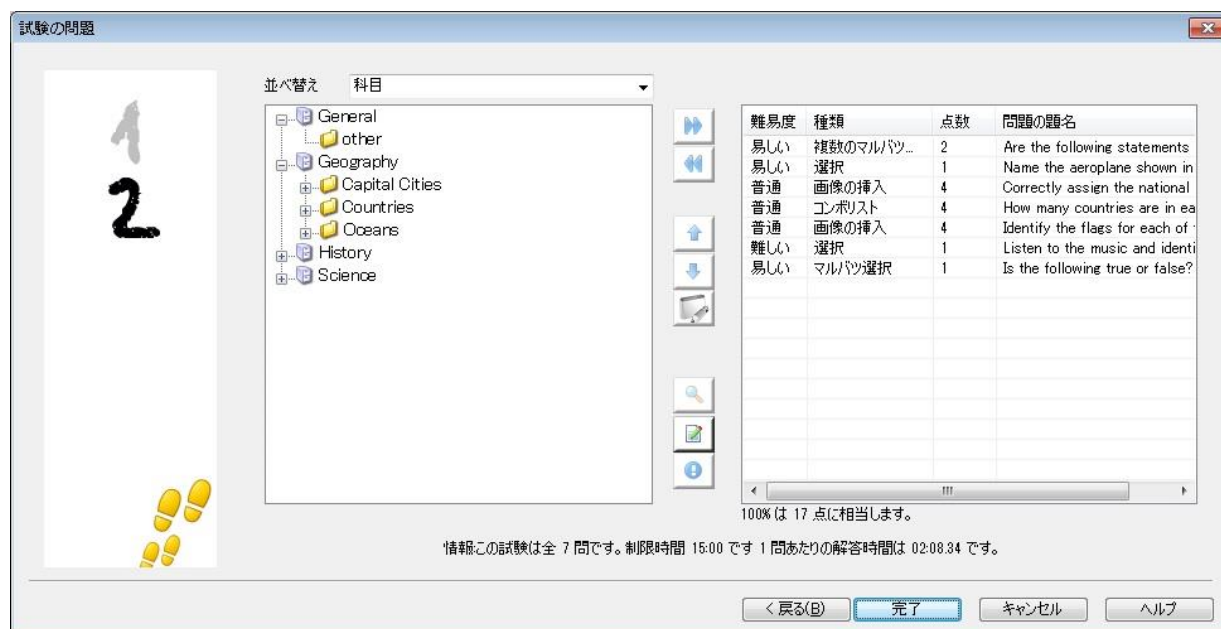 試験の問題
1
2
並べ替え 科目
General
other
Geography
Capital Cities
Countries
Oceans
History
Science
難易度 種類 点数 問題の題名
易しい 複数のマルバツ... 2 Are the following statements
易しい 選択 1 Name the aeroplane shown in
普通 画像の挿入 4 Correctly assign the national
普通 コンボリスト 4 How many countries are in ea
普通 画像の挿入 4 Identify the flags for each of
難しい 選択 1 Listen to the music and identi
易しい マルバツ選択 1 Is the following true or false?
100% は 17 点に相当します。
情報:この試験は全 7 問です。制限時間 15:00 です 1 問あたりの解答時間は 02:08.34 です。
< 戻る(B) 完了 キャンセル ヘルプ